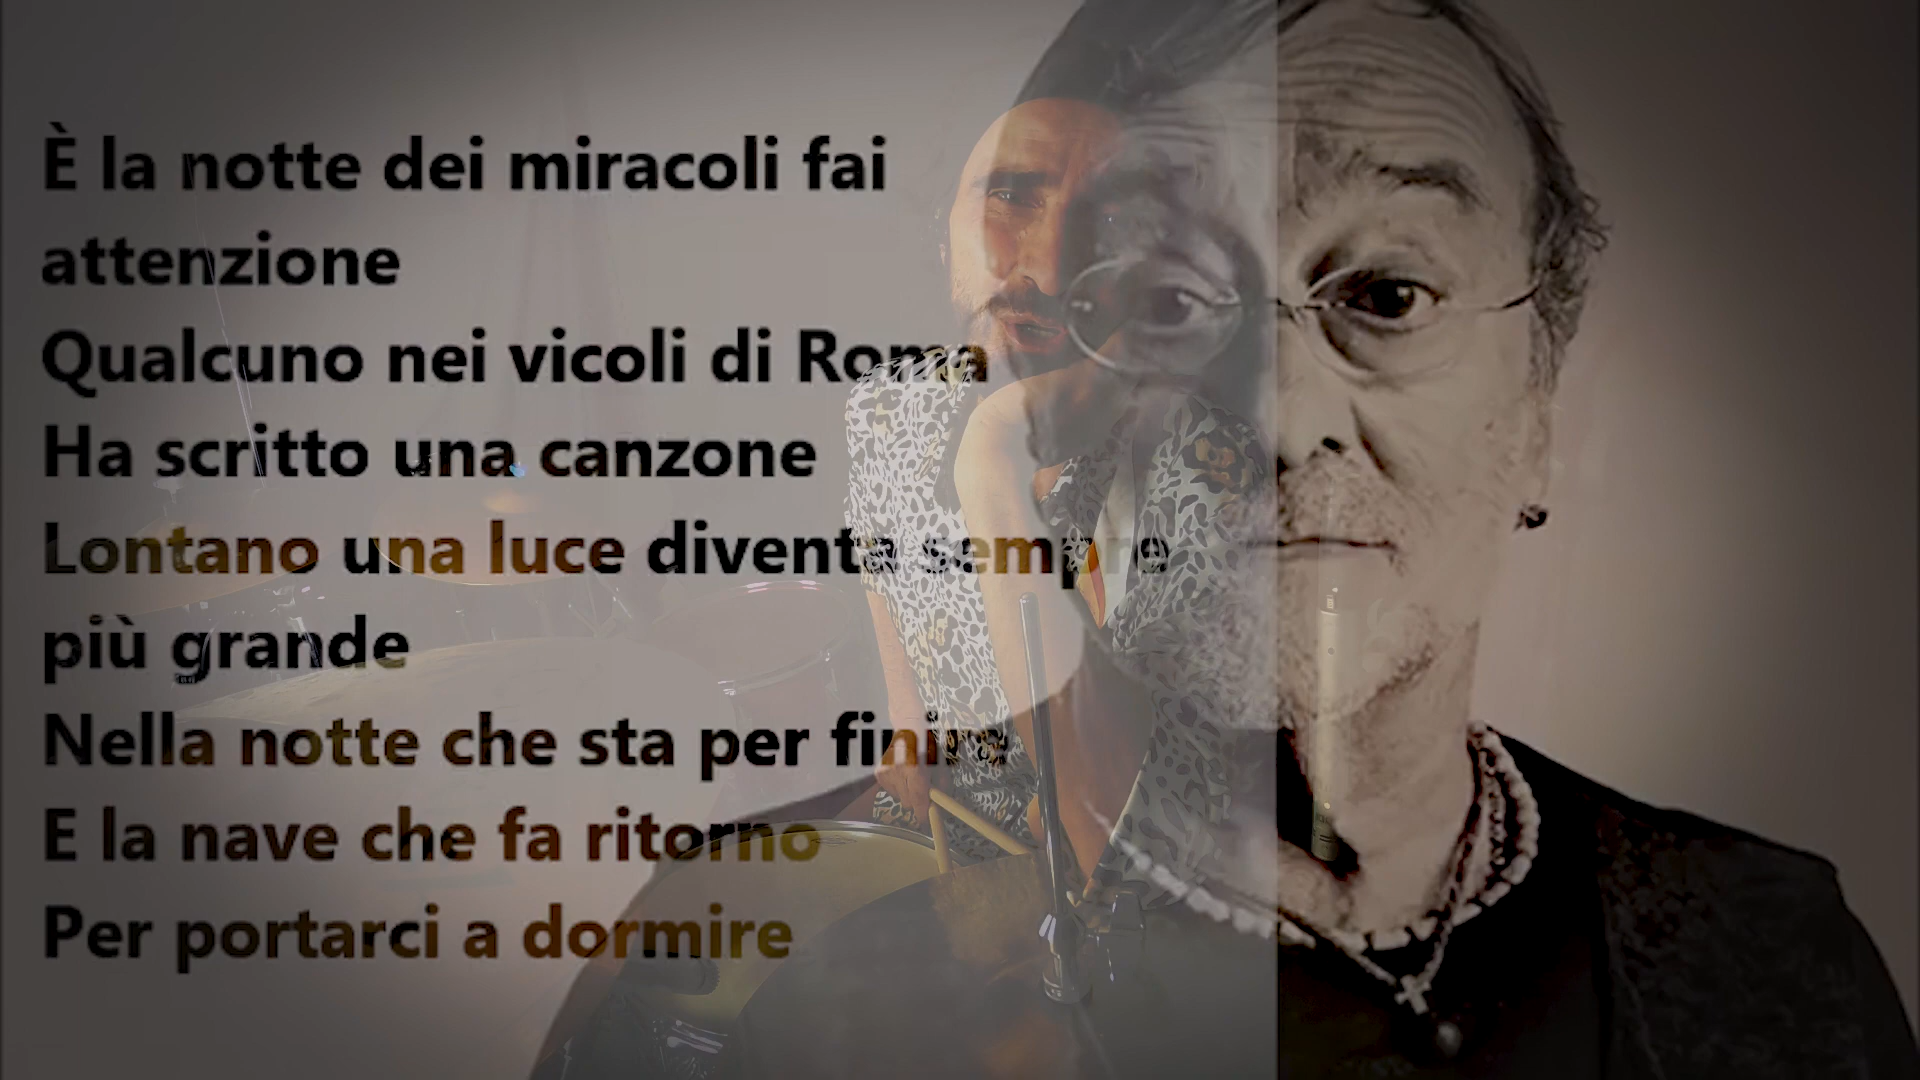 È la notte dei miracoli fai
attenzione
Qualcuno nei vicoli di Roma
Ha scritto una canzone
Lontano una luce diventa sempre
più grande
Nella notte che sta per finire
E la nave che fa ritorno
Per portarci a dormire